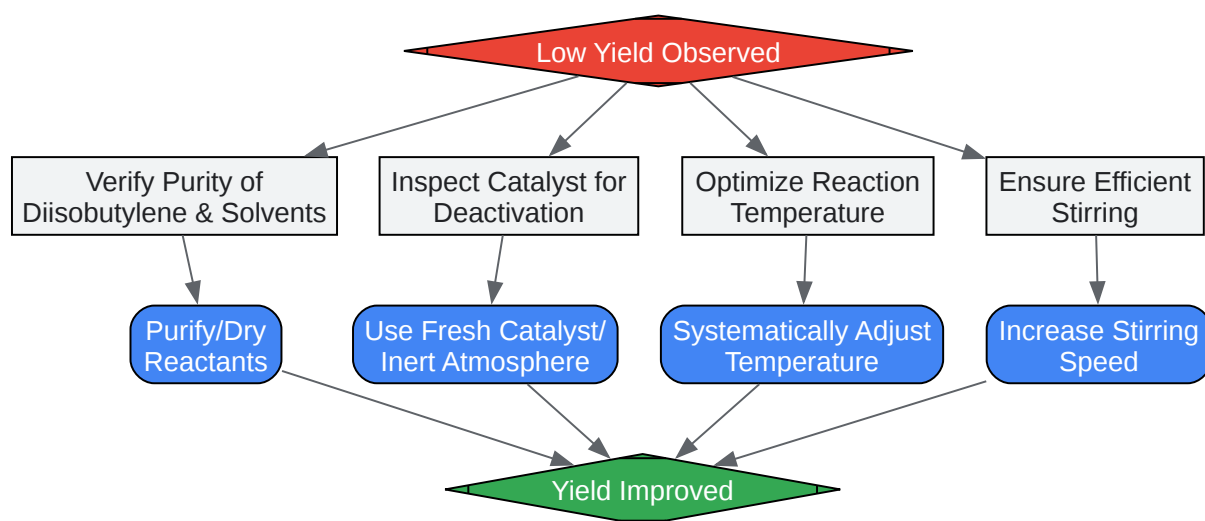 Low Yield Observed
Verify Purity of
Diisobutylene & Solvents
Inspect Catalyst for
Deactivation
Optimize Reaction
Temperature
Ensure Efficient
Stirring
Purify/Dry
Reactants
Use Fresh Catalyst/
Inert Atmosphere
Systematically Adjust
Temperature
Increase Stirring
Speed
Yield Improved